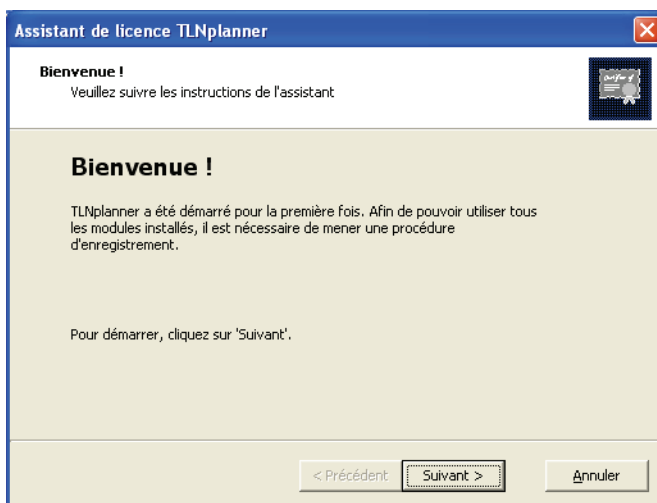 Assistant de licence TLNplanner
Bienvenue !
Veuillez suivre les instructions de l'assistant
Bienvenue !
TLNplanner a été démarré pour la première fois. Afin de pouvoir utiliser tous
les modules installés, il est nécessaire de mener une procédure
d'enregistrement.
Pour démarrer, cliquez sur 'Suivant'.
< Précédent
Suivant >
Annuler